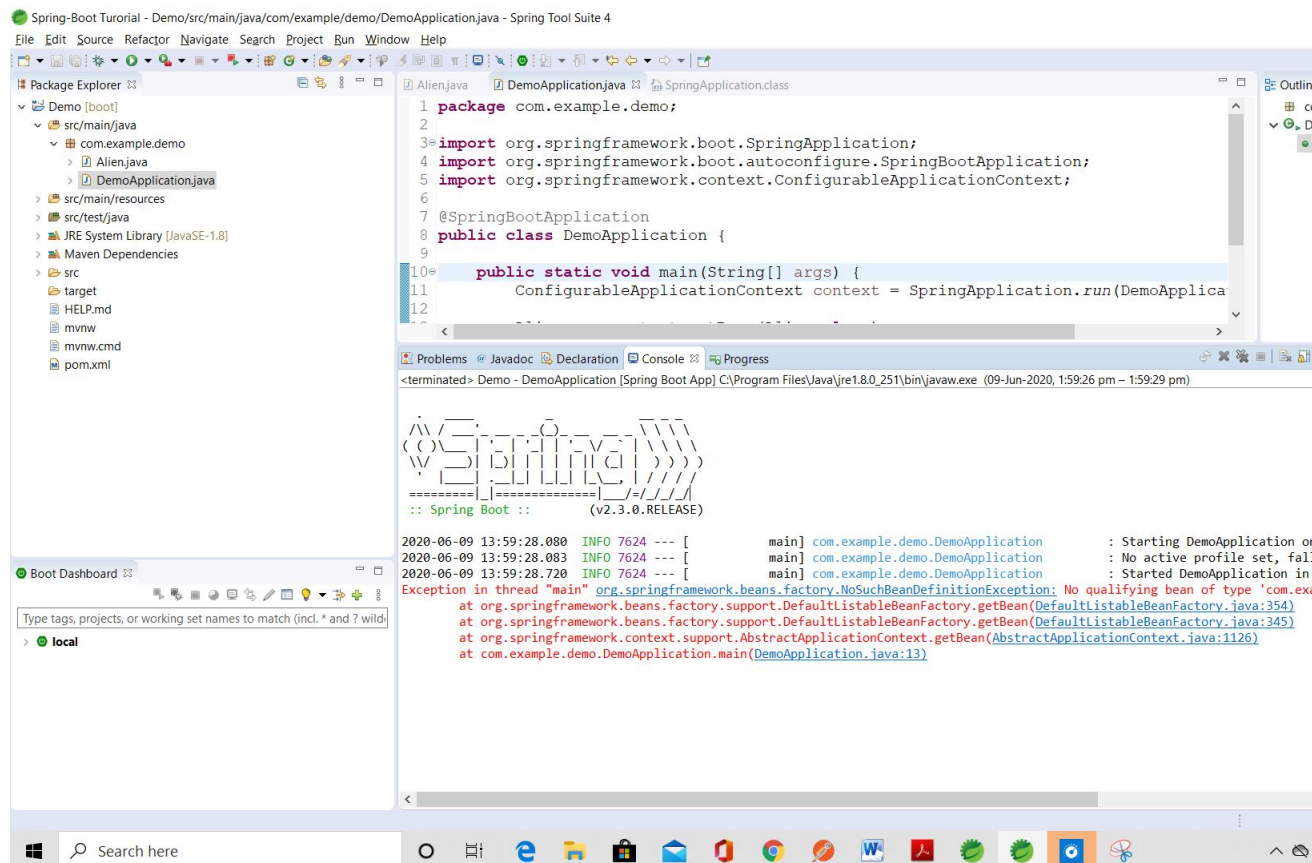 Spring-Boot Turorial - Demo/src/main/java/com/example/demo/DemoApplication.java - Spring Tool Suite 4
File Edit Source Refactor Navigate Search Project Run Window Help
Package Explorer
Demo [boot]
src/main/java
com.example.demo
Alien.java
DemoApplication.java
src/main/resources
src/test/java
JRE System Library [JavaSE-1.8]
Maven Dependencies
src
target
HELP.md
mvnw
mvnw.cmd
pom.xml
Boot Dashboard
Type tags, projects, or working set names to match (incl. * and ? wild
local
Alien.java DemoApplication.java SpringApplication.class
1 package com.example.demo;
2
3 import org.springframework.boot.SpringApplication;
4 import org.springframework.boot.autoconfigure.SpringBootApplication;
5 import org.springframework.context.ConfigurableApplicationContext;
6
7 @SpringBootApplication
8 public class DemoApplication {
9
10 public static void main(String[] args) {
11 ConfigurableApplicationContext context = SpringApplication.run(DemoApplica
12
Outlin
Problems Javadoc Declaration Console Progress
<terminated> Demo - DemoApplication [Spring Boot App] C:\Program Files\Java\jre1.8.0_251\bin\javaw.exe (09-Jun-2020, 1:59:26 pm – 1:59:29 pm)
Spring
:: Spring Boot :: (v2.3.0.RELEASE)
2020-06-09 13:59:28.080 INFO 7624 --- [ main] com.example.demo.DemoApplication : Starting DemoApplication on
2020-06-09 13:59:28.083 INFO 7624 --- [ main] com.example.demo.DemoApplication : No active profile set, fall
2020-06-09 13:59:28.720 INFO 7624 --- [ main] com.example.demo.DemoApplication : Started DemoApplication in
Exception in thread "main" org.springframework.beans.factory.NoSuchBeanDefinitionException: No qualifying bean of type 'com.exa
at org.springframework.beans.factory.support.DefaultListableBeanFactory.getBean(DefaultListableBeanFactory.java:354)
at org.springframework.beans.factory.support.DefaultListableBeanFactory.getBean(DefaultListableBeanFactory.java:345)
at org.springframework.context.support.AbstractApplicationContext.getBean(AbstractApplicationContext.java:1126)
at com.example.demo.DemoApplication.main(DemoApplication.java:13)
Search here